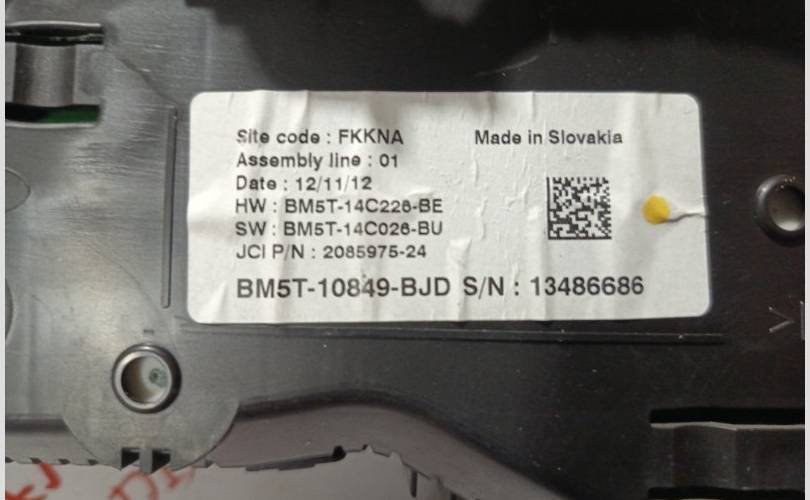 Site code : FKKNA Made in Slovakia
Assembly line : 01
Date : 12/11/12
HW : BM5T-14C226-BE
SW : BM5T-14C026-BU
JCI P/N : 2085975-24
BM5T-10849-BJD S/N : 13486686